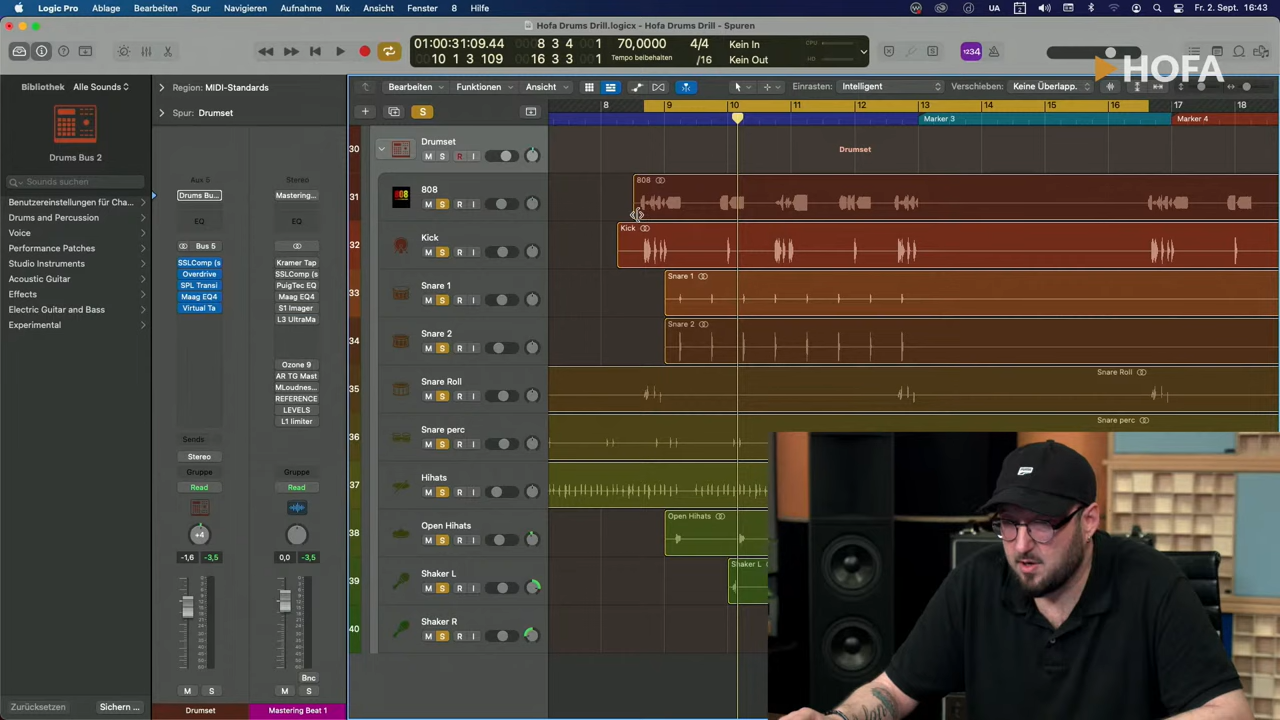 Logic Pro Ablage Bearbeiten Spur Navigieren Aufnahme Mix Ansicht Fenster 8 Hilfe UA Fr. 2. Sept. 16:43
Hofa Drums Drill.logicx - Hofa Drums Drill - Spuren
01:00:31:09.44 8 3 4 1 70,0000 4/4 Kein In CPU
10 1 3 109 16 3 3 1 Tempo beibehalten /16 Kein Out
1234
HOFA
Bibliothek Alle Sounds
Drums Bus 2
Sounds suchen
Benutzereinstellungen für Cha...
Drums and Percussion
Voice
Performance Patches
Studio Instruments
Acoustic Guitar
Effects
Electric Guitar and Bass
Experimental
Zurücksetzen Sichern ...
Region: MIDI-Standards
Spur: Drumset
Aux 5 Stereo
Drums Bu... Mastering...
EQ EQ
Bus 5
SSLComp (s Kramer Tap
Overdrive SSLComp (s
SPL Transi PuigTec EQ
Maag EQ4 Maag EQ4
Virtual Ta S1 Imager
L3 UltraMa
Ozone 9
AR TG Mast
MLoudnes...
REFERENCE
LEVELS
L1 limiter
Sends
Stereo
Gruppe Gruppe
Read Read
+4
-1,6 -3,5 0,0 -3,5
Bnc
M S M S
Drumset Mastering Beat 1
Bearbeiten Funktionen Ansicht Einrasten: Intelligent Verschieben: Keine Überlapp.
S
8 9 10 11 12 13 14 15 16 17 18
Marker 3 Marker 4
30 Drumset
M S R I
Drumset
31 808
M S R I
808
32 Kick
M S R I
Kick
33 Snare 1
M S R I
Snare 1
34 Snare 2
M S R I
Snare 2
35 Snare Roll
M S R I
Snare Roll
36 Snare perc
M S R I
Snare perc
37 Hihats
M S R I
38 Open Hihats
M S R I
Open Hihats
39 Shaker L
M S R I
Shaker L
40 Shaker R
M S R I